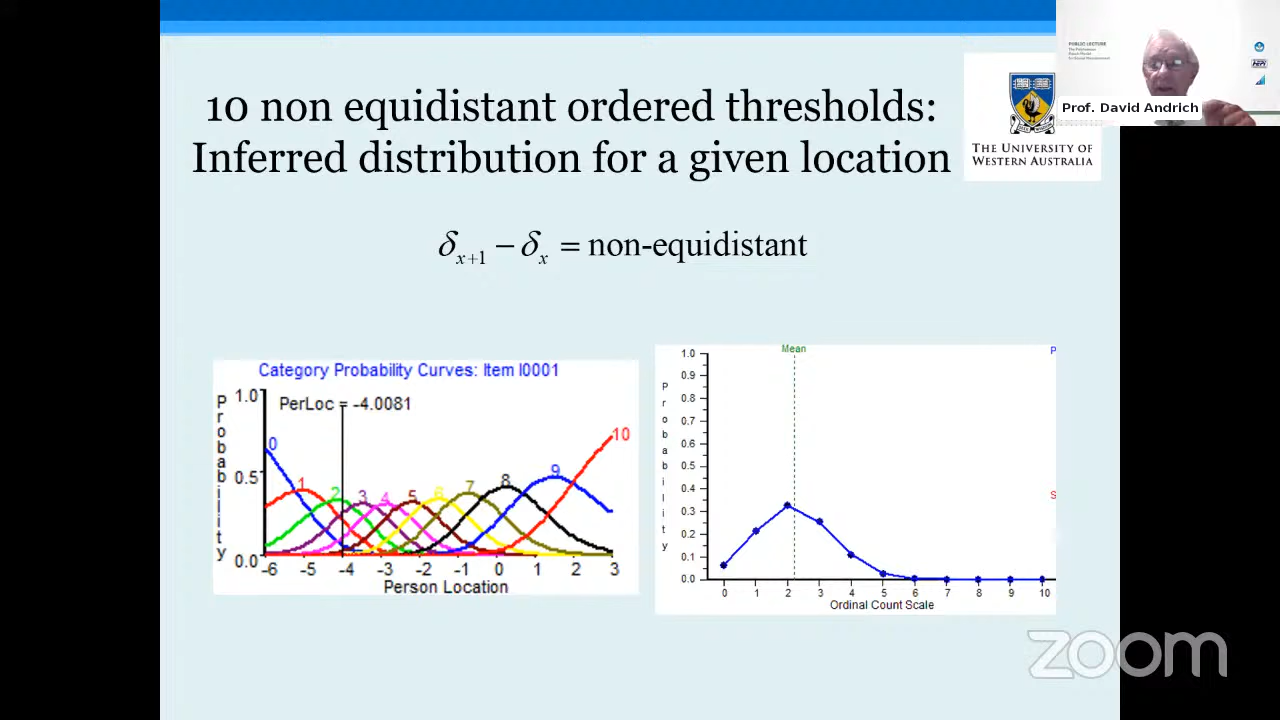 10 non equidistant ordered thresholds:
Inferred distribution for a given location
THE UNIVERSITY OF
WESTERN AUSTRALIA
PUBLIC LECTURE
Prof. David Andrich
δx+1 − δx = non-equidistant
Category Probability Curves: Item I0001
PerLoc = -4.0081
Probability
1.0
0.5
0.0
0 1 2 3 4 5 6 7 8 9 10
-6 -5 -4 -3 -2 -1 0 1 2 3
Person Location
Mean
P
Probability
1.0
0.9
0.8
0.7
0.6
0.5
0.4
0.3
0.2
0.1
0.0
S
0 1 2 3 4 5 6 7 8 9 10
Ordinal Count Scale
zoom